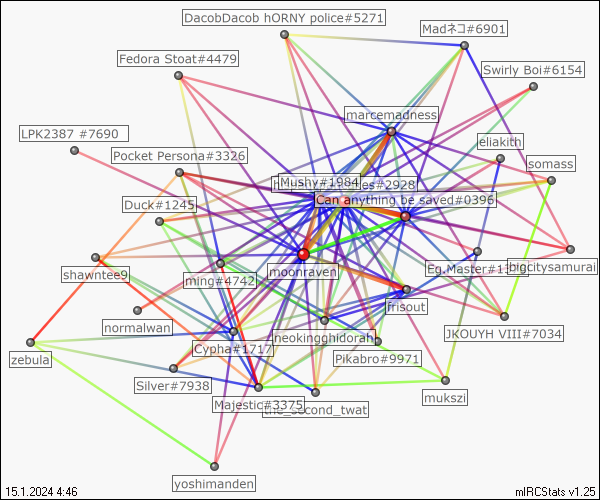 DacobDacob hORNY police#5271
Madネコ#6901
Fedora Stoat#4479
Swirly Boi#6154
marcemadness
LPK2387 #7690
eliakith
Pocket Persona#3326
somass
Mushy#1984
#2928
Can anything be saved#0396
Duck#1245
shawntee9
moonraven
Eg.Master#1
bigcitysamurai
ming#4742
frisout
normalwan
neokingghidorah
JKOUYH VIII#7034
Cypha#1717
zebula
Pikabro#9971
Silver#7938
mukszi
Majestic#3375
the_second_twat
yoshimanden
15.1.2024 4:46
mIRCStats v1.25